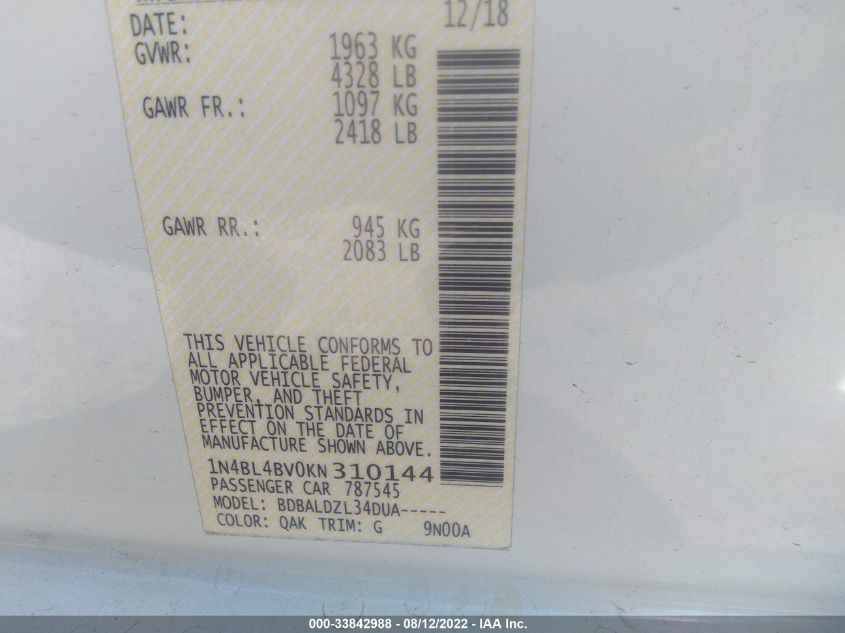 DATE: 12/18
GVWR: 1963 KG
4328 LB
GAWR FR.: 1097 KG
2418 LB
GAWR RR.: 945 KG
2083 LB
THIS VEHICLE CONFORMS TO
ALL APPLICABLE FEDERAL
MOTOR VEHICLE SAFETY,
BUMPER, AND THEFT
PREVENTION STANDARDS IN
EFFECT ON THE DATE OF
MANUFACTURE SHOWN ABOVE.
1N4BL4BV0KN310144
PASSENGER CAR 787545
MODEL: BDBALDZL34DUA-----
COLOR: QAK TRIM: G 9N00A
000-33842988 - 08/12/2022 - IAA Inc.